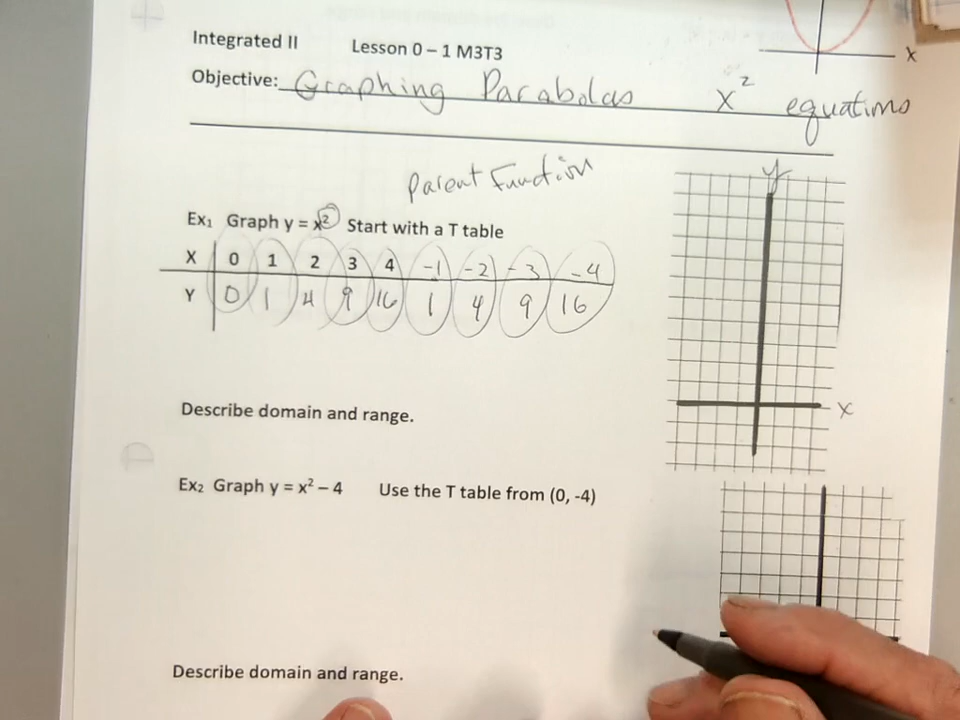 x
Integrated II Lesson 0 – 1 M3T3
Objective: Graphing Parabolas x² equations
Parent Function
y
Ex₁ Graph y = x² Start with a T table
X 0 1 2 3 4 -1 -2 -3 -4
Y 0 1 4 9 16 1 4 9 16
x
Describe domain and range.
Ex₂ Graph y = x² – 4 Use the T table from (0, -4)
Describe domain and range.